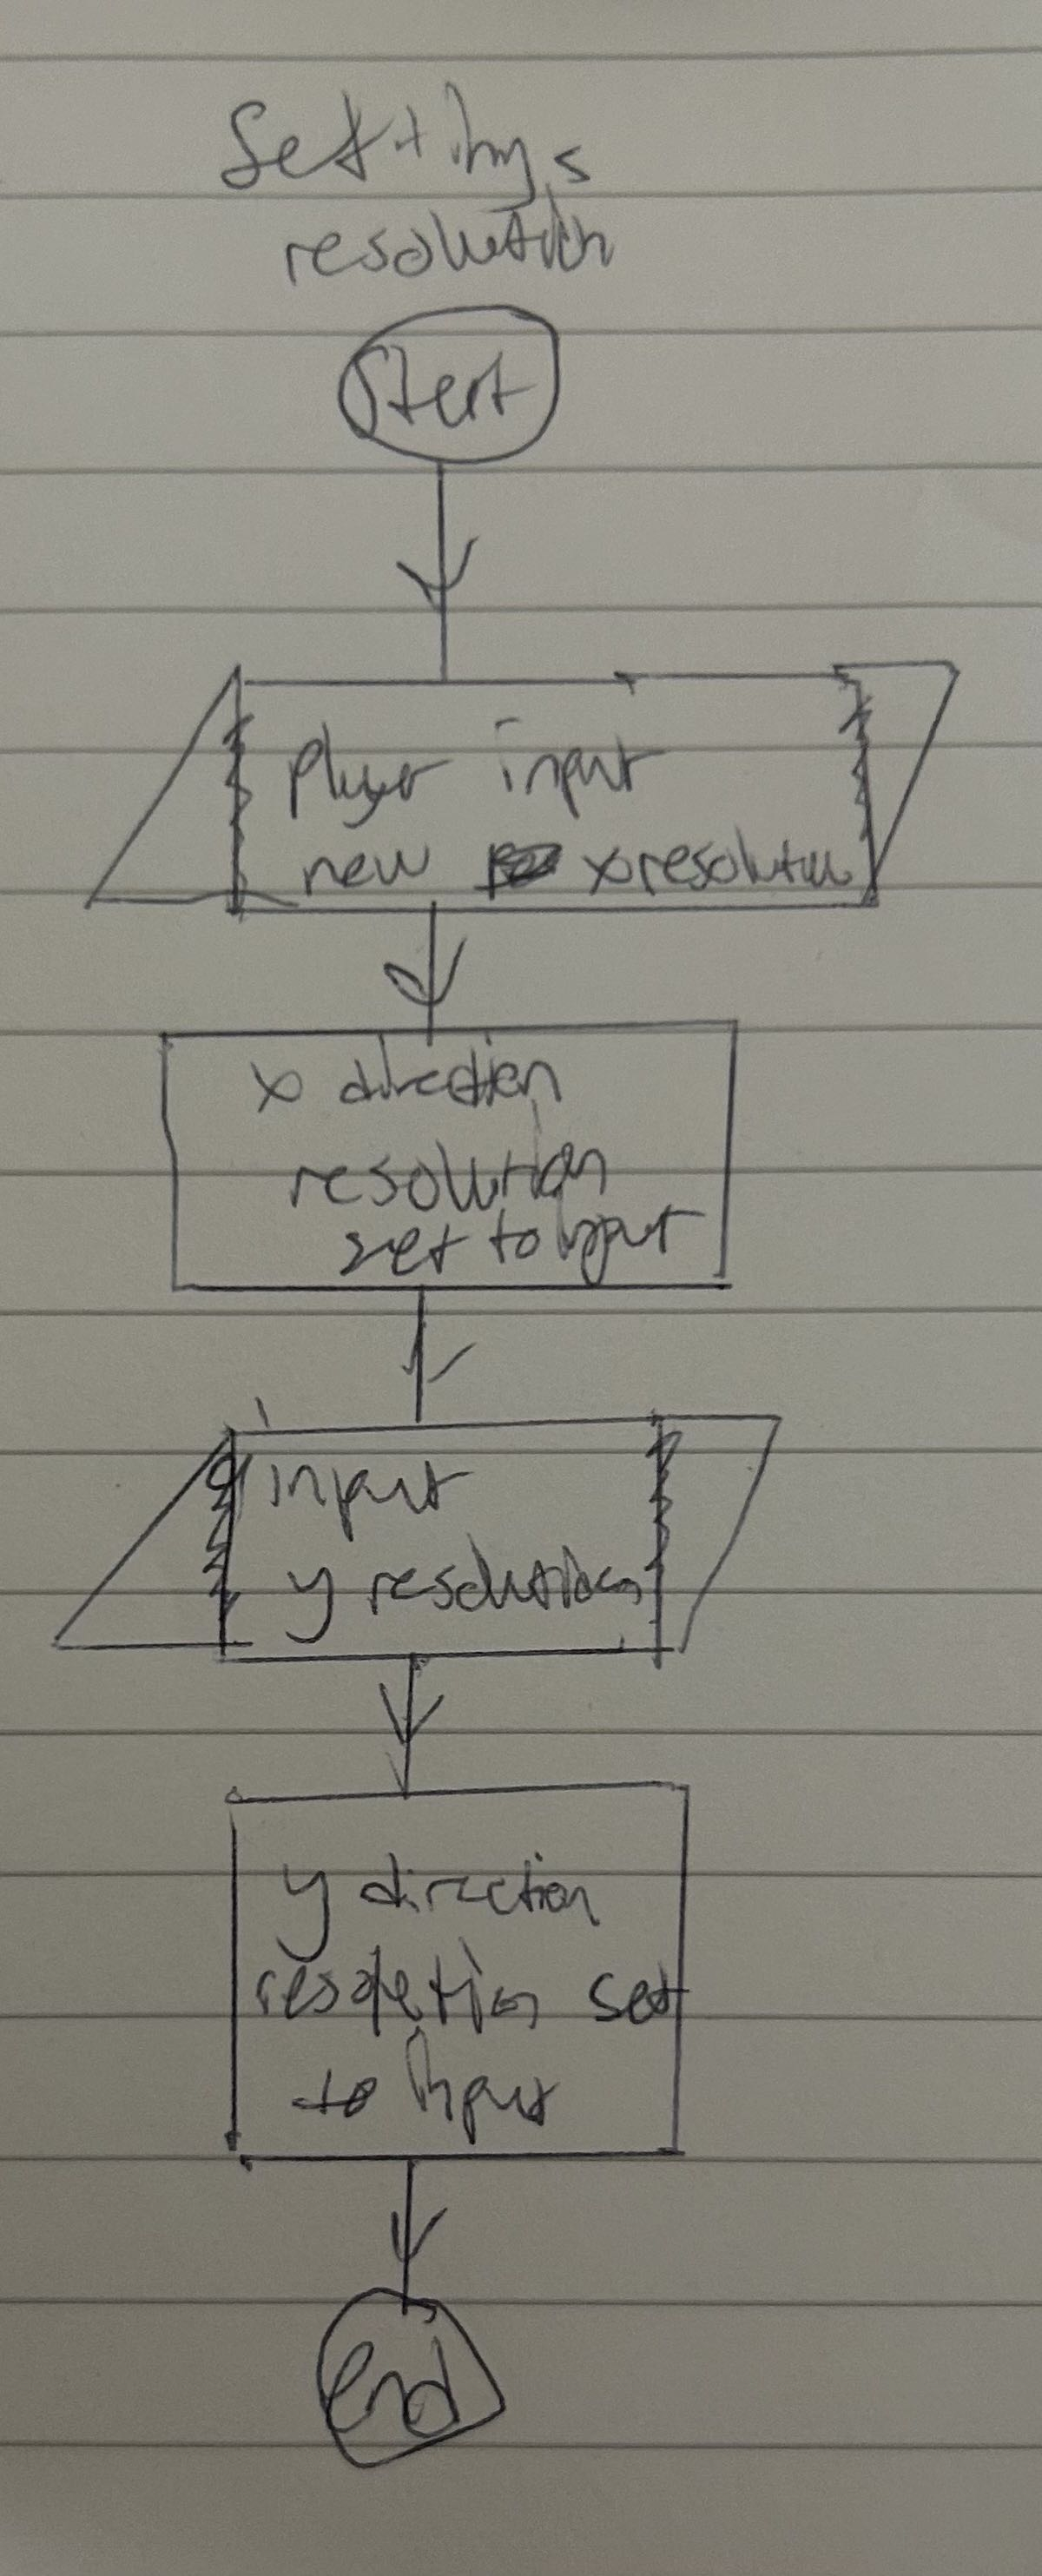 Settings
resolution
Start
player input
new x resolution
x direction
resolution
set to input
input
y resolution
y direction
resolution set
to input
end